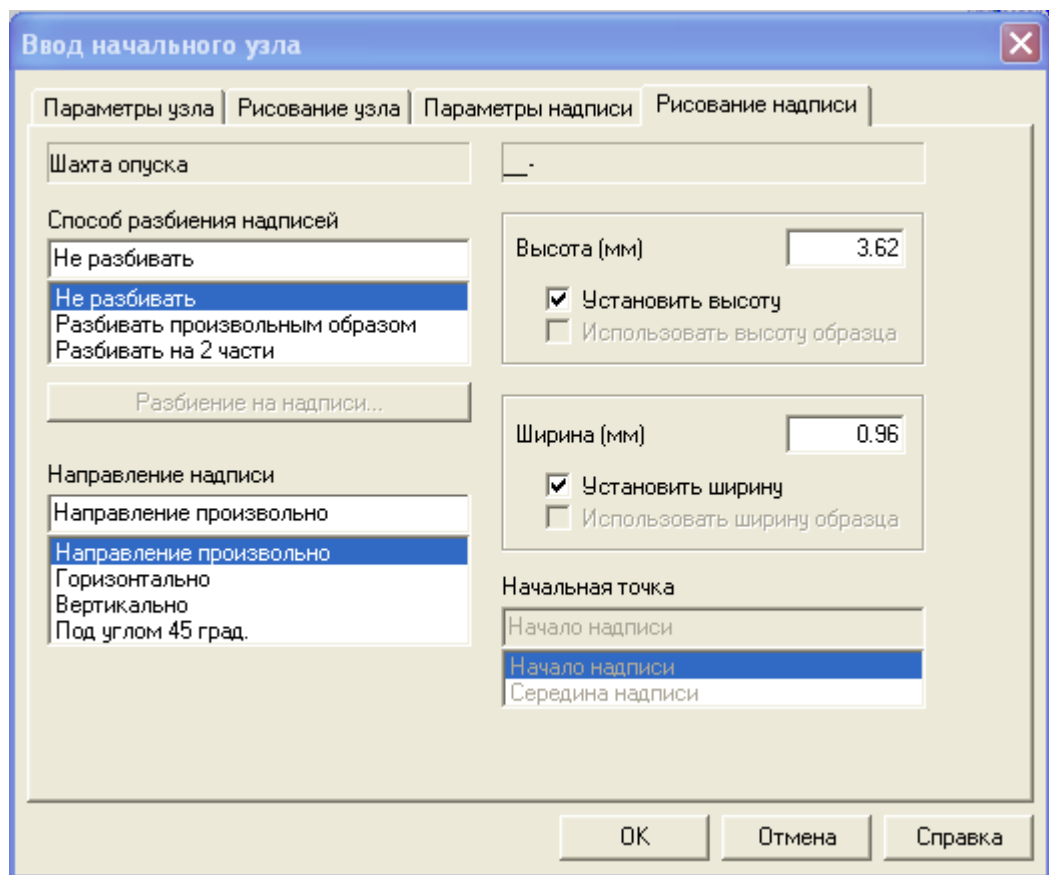 Ввод начального узла
Параметры узла Рисование узла Параметры надписи Рисование надписи
Шахта опуска
__-
Способ разбиения надписей
Не разбивать
Не разбивать
Разбивать произвольным образом
Разбивать на 2 части
Разбиение на надписи...
Направление надписи
Направление произвольно
Направление произвольно
Горизонтально
Вертикально
Под углом 45 град.
Высота (мм) 3.62
Установить высоту
Использовать высоту образца
Ширина (мм) 0.96
Установить ширину
Использовать ширину образца
Начальная точка
Начало надписи
Начало надписи
Середина надписи
OK Отмена Справка